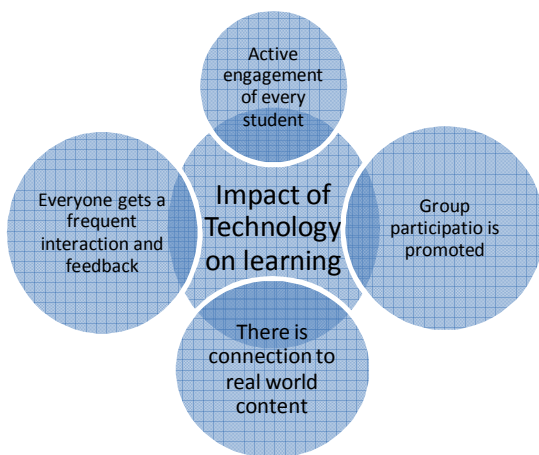 Active
engagement
of every
student
Everyone gets a
frequent
interaction and
feedback
Impact of
Technology
on learning
Group
participatio is
promoted
There is
connection to
real world
content